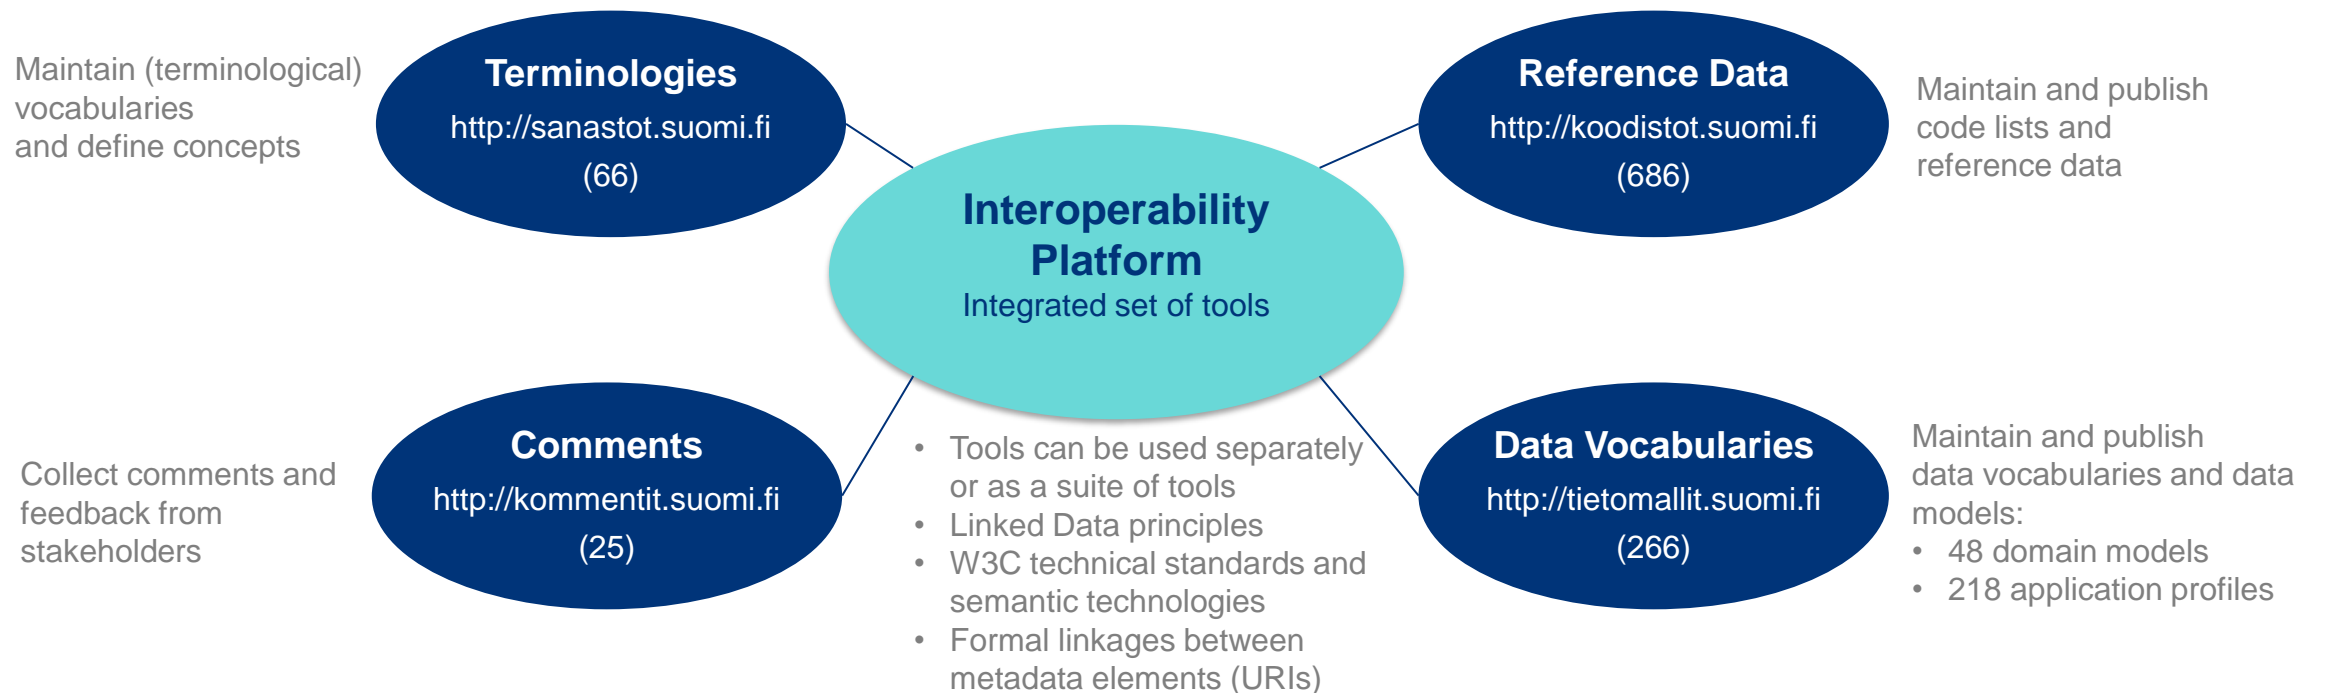 Maintain (terminological)
vocabularies
and define concepts
Terminologies
http://sanastot.suomi.fi
(66)
Reference Data
http://koodistot.suomi.fi
(686)
Maintain and publish
code lists and
reference data
Interoperability
Platform
Integrated set of tools
Collect comments and
feedback from
stakeholders
Comments
http://kommentit.suomi.fi
(25)
• Tools can be used separately
or as a suite of tools
• Linked Data principles
• W3C technical standards and
semantic technologies
• Formal linkages between
metadata elements (URIs)
Data Vocabularies
http://tietomallit.suomi.fi
(266)
Maintain and publish
data vocabularies and data
models:
• 48 domain models
• 218 application profiles